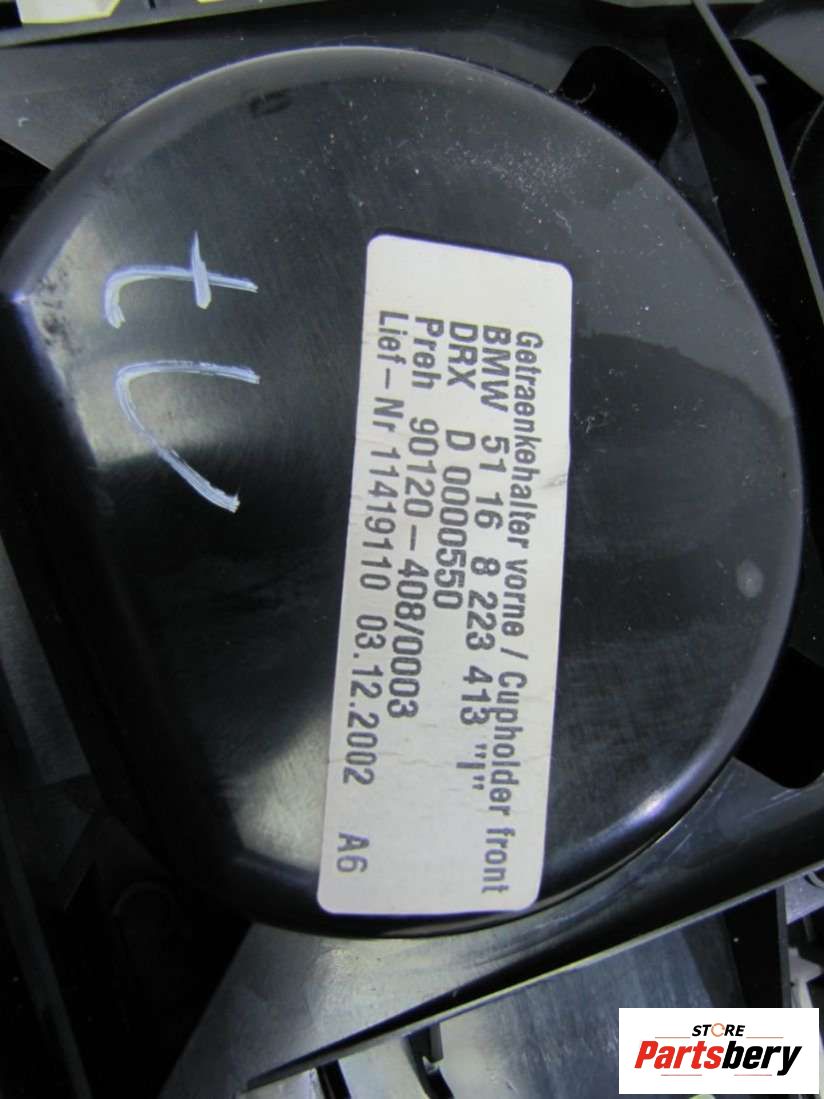 Getraenkehalter vorne / Cupholder front
BMW 51 16 8 223 413 "I"
DRX D 0000550
Preh 90120-408/0003
Lief-Nr 11419110 03.12.2002 A6
STORE
Partsbery